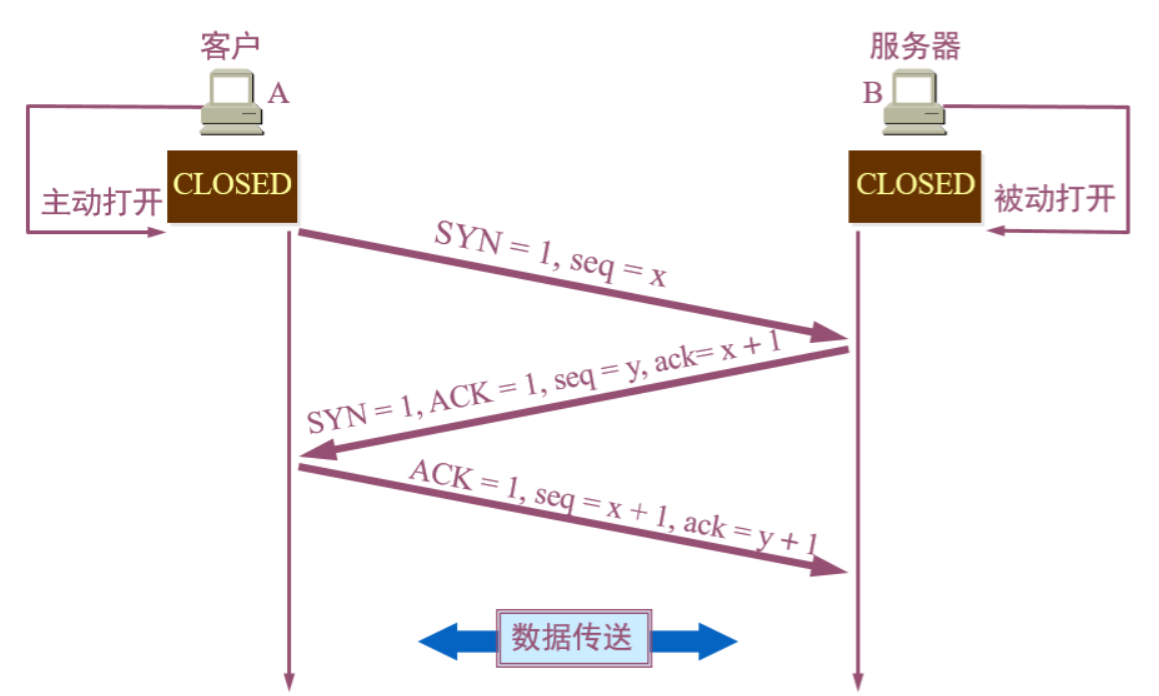 客户
服务器
A
B
CLOSED
CLOSED
主动打开
被动打开
SYN = 1, seq = x
SYN = 1, ACK = 1, seq = y, ack= x + 1
ACK = 1, seq = x + 1, ack = y + 1
数据传送